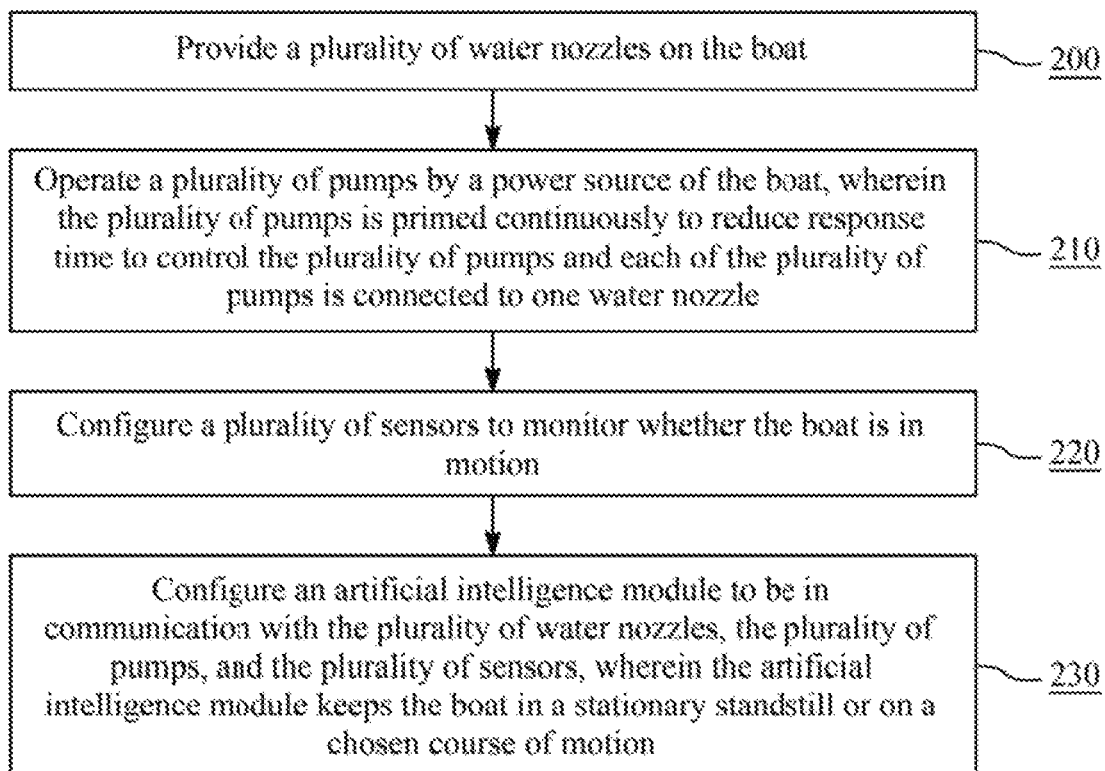 Provide a plurality of water nozzles on the boat
200
Operate a plurality of pumps by a power source of the boat, wherein
the plurality of pumps is primed continuously to reduce response
time to control the plurality of pumps and each of the plurality of
pumps is connected to one water nozzle
210
Configure a plurality of sensors to monitor whether the boat is in
motion
220
Configure an artificial intelligence module to be in
communication with the plurality of water nozzles, the plurality of
pumps, and the plurality of sensors, wherein the artificial
intelligence module keeps the boat in a stationary standstill or on a
chosen course of motion
230